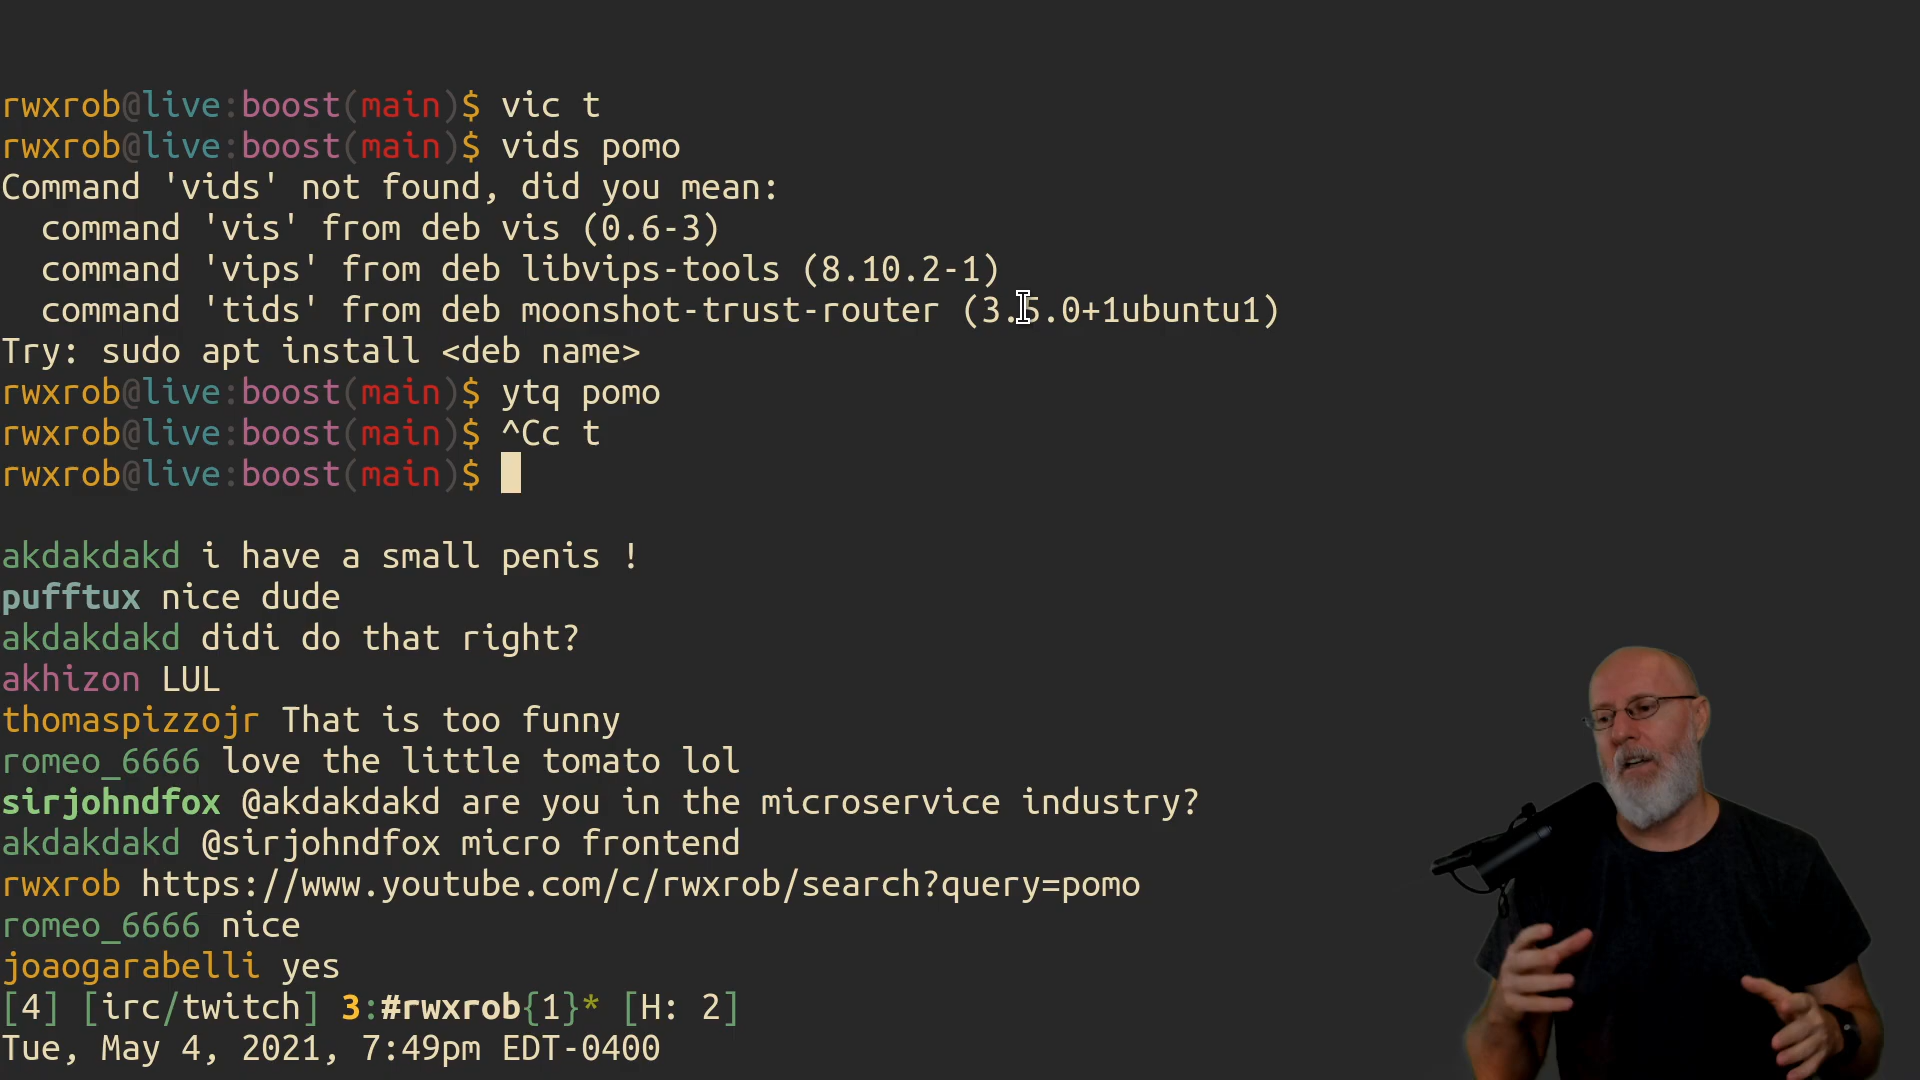 rwxrob@live:boost(main)$ vic t
rwxrob@live:boost(main)$ vids pomo
Command 'vids' not found, did you mean:
  command 'vis' from deb vis (0.6-3)
  command 'vips' from deb libvips-tools (8.10.2-1)
  command 'tids' from deb moonshot-trust-router (3.5.0+1ubuntu1)
Try: sudo apt install <deb name>
rwxrob@live:boost(main)$ ytq pomo
rwxrob@live:boost(main)$ ^Cc t
rwxrob@live:boost(main)$
akdakdakd i have a small penis !
pufftux nice dude
akdakdakd didi do that right?
akhizon LUL
thomaspizzojr That is too funny
romeo_6666 love the little tomato lol
sirjohndfox @akdakdakd are you in the microservice industry?
akdakdakd @sirjohndfox micro frontend
rwxrob https://www.youtube.com/c/rwxrob/search?query=pomo
romeo_6666 nice
joaogarabelli yes
[4] [irc/twitch] 3:#rwxrob{1}* [H: 2]
Tue, May 4, 2021, 7:49pm EDT-0400